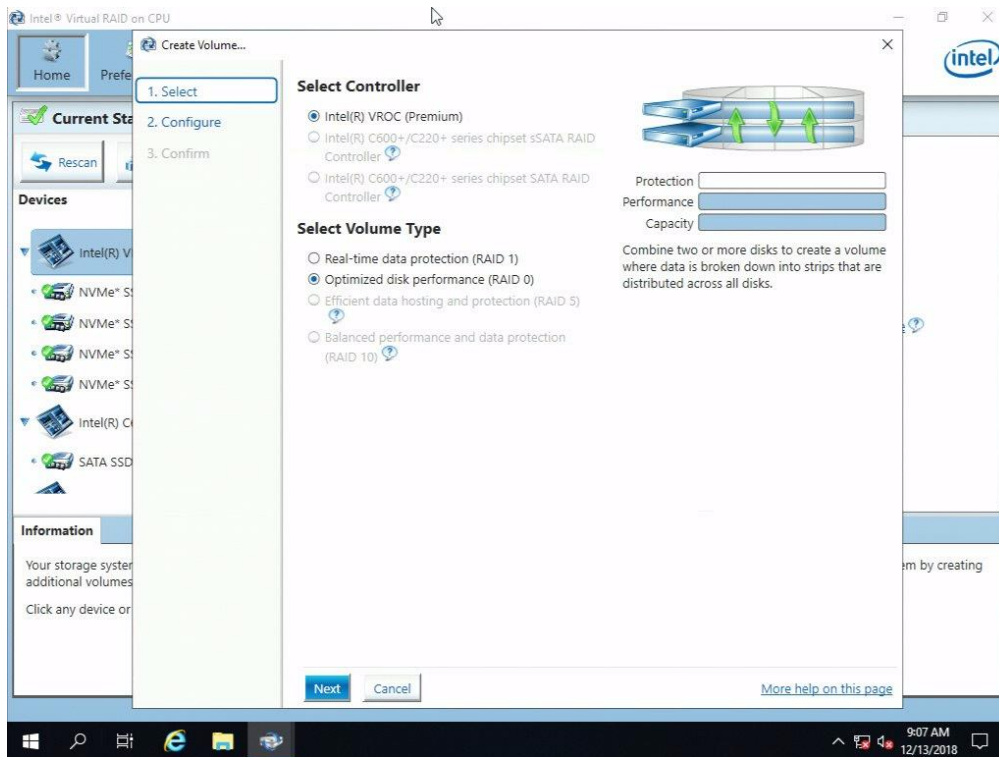 Intel® Virtual RAID on CPU
Home
Prefe
intel
Create Volume...
1. Select
2. Configure
3. Confirm
Current Sta
Rescan
Devices
Intel(R) V
NVMe* S
NVMe* S
NVMe* S
NVMe* S
Intel(R) C
SATA SSD
Select Controller
Intel(R) VROC (Premium)
Intel(R) C600+/C220+ series chipset sSATA RAID
Controller
Intel(R) C600+/C220+ series chipset SATA RAID
Controller
Select Volume Type
Real-time data protection (RAID 1)
Optimized disk performance (RAID 0)
Efficient data hosting and protection (RAID 5)
Balanced performance and data protection
(RAID 10)
Protection
Performance
Capacity
Combine two or more disks to create a volume
where data is broken down into strips that are
distributed across all disks.
Information
Your storage syster
additional volumes
Click any device or
em by creating
Next
Cancel
More help on this page
9:07 AM
12/13/2018